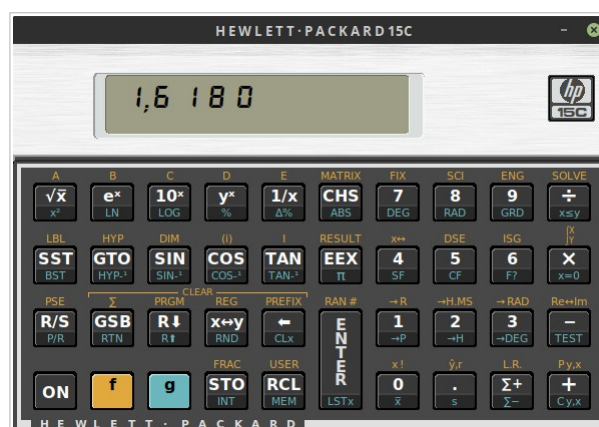 HEWLETT·PACKARD 15C
1,6180
hp
15C
A B C D E MATRIX FIX SCI ENG SOLVE
√x̅ eˣ 10ˣ yˣ 1/x CHS 7 8 9 ÷
x² LN LOG % Δ% ABS DEG RAD GRD x≤y
LBL HYP DIM (i) I RESULT x↔ DSE ISG ∫x y
SST GTO SIN COS TAN EEX 4 5 6 ×
BST HYP-¹ SIN-¹ COS-¹ TAN-¹ π SF CF F? x=0
CLEAR
PSE Σ PRGM REG PREFIX RAN # →R →H.MS →RAD Re↔Im
R/S GSB R⬇ x↔y ⬅ ENTER 1 2 3 −
P/R RTN R⬆ RND CLx →P →H →DEG TEST
FRAC USER x! ŷ,r L.R. Py,x
ON f g STO RCL 0 . Σ+ +
INT MEM LSTx x̅ s Σ− Cy,x
HEWLETT·PACKARD